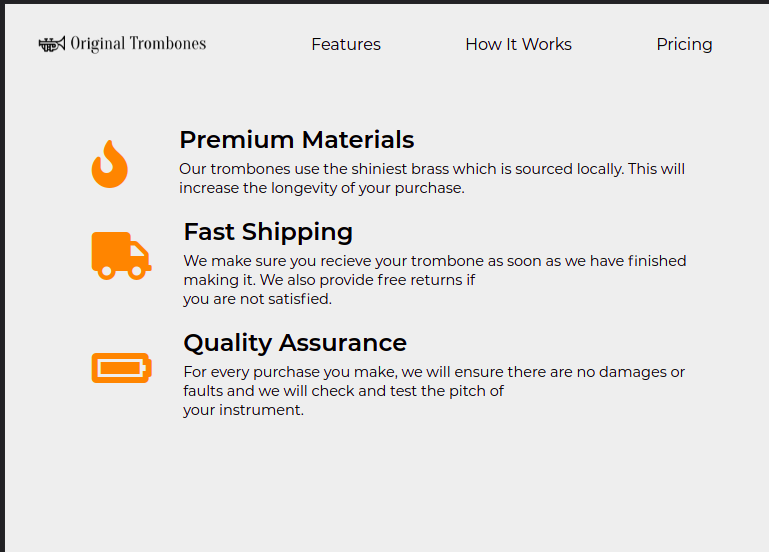 Original Trombones
Features
How It Works
Pricing
Premium Materials
Our trombones use the shiniest brass which is sourced locally. This will
increase the longevity of your purchase.
Fast Shipping
We make sure you recieve your trombone as soon as we have finished
making it. We also provide free returns if
you are not satisfied.
Quality Assurance
For every purchase you make, we will ensure there are no damages or
faults and we will check and test the pitch of
your instrument.